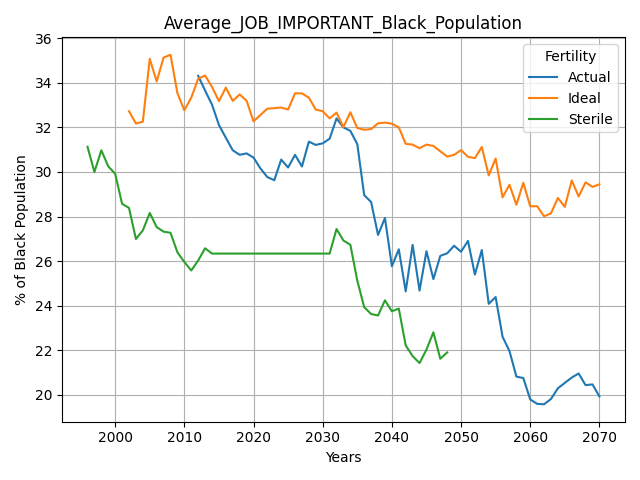 Average_JOB_IMPORTANT_Black_Population
% of Black Population
36
34
32
30
28
26
24
22
20
Fertility
Actual
Ideal
Sterile
2000 2010 2020 2030 2040 2050 2060 2070
Years